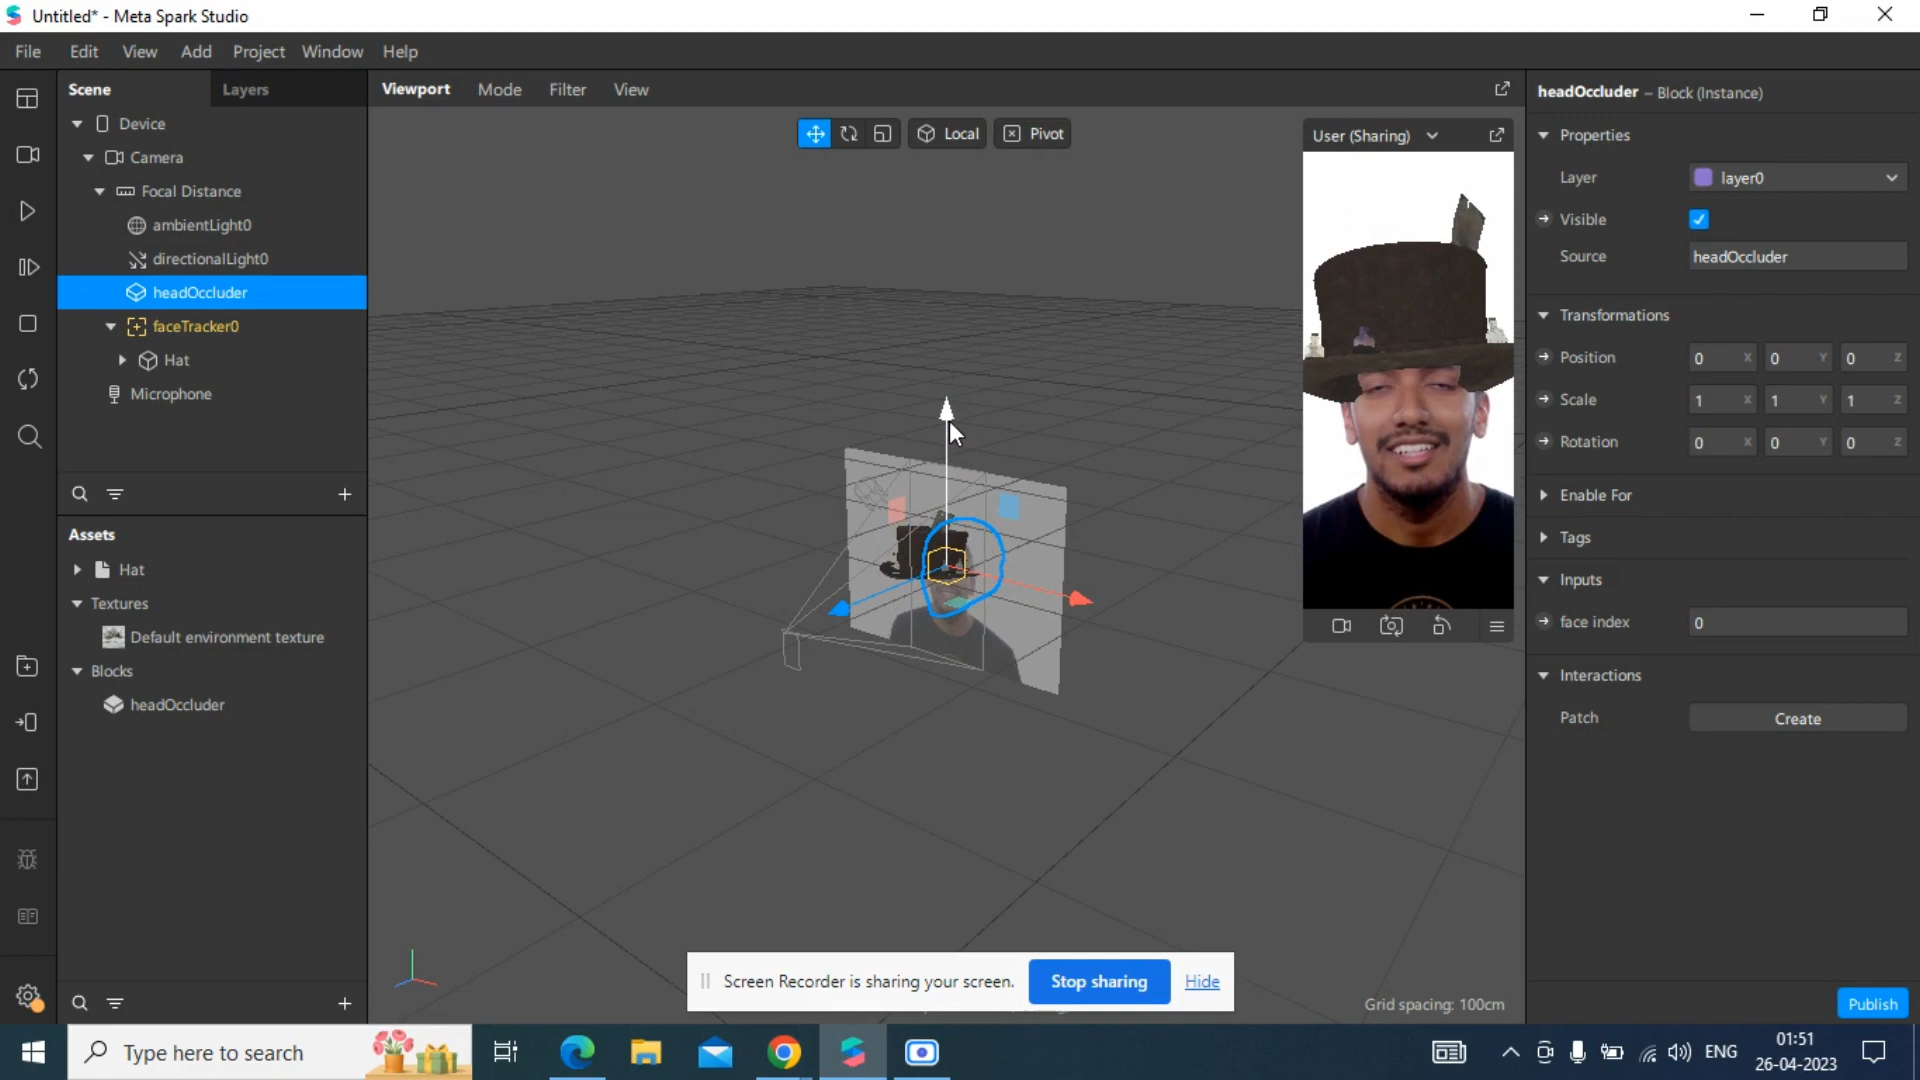 Untitled* - Meta Spark Studio
File Edit View Add Project Window Help
Scene Layers
Device
Camera
Focal Distance
ambientLight0
directionalLight0
headOccluder
faceTracker0
Hat
Microphone
Assets
Hat
Textures
Default environment texture
Blocks
headOccluder
Viewport Mode Filter View
Local Pivot
User (Sharing)
Grid spacing: 100cm
headOccluder – Block (Instance)
Properties
Layer layer0
Visible
Source headOccluder
Transformations
Position 0 X 0 Y 0 Z
Scale 1 X 1 Y 1 Z
Rotation 0 X 0 Y 0 Z
Enable For
Tags
Inputs
face index 0
Interactions
Patch Create
Publish
Screen Recorder is sharing your screen. Stop sharing Hide
Type here to search
ENG
01:51
26-04-2023